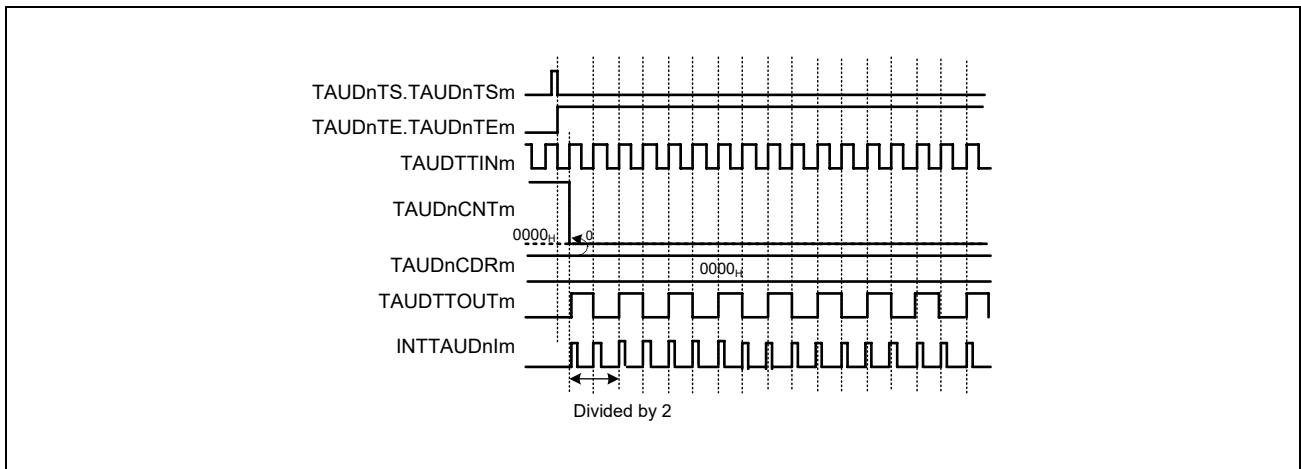 TAUDnTS.TAUDnTSm
TAUDnTE.TAUDnTEm
TAUDTTINm
TAUDnCNTm
0000H
0
TAUDnCDRm
0000H
TAUDTTOUTm
INTTAUDnIm
Divided by 2